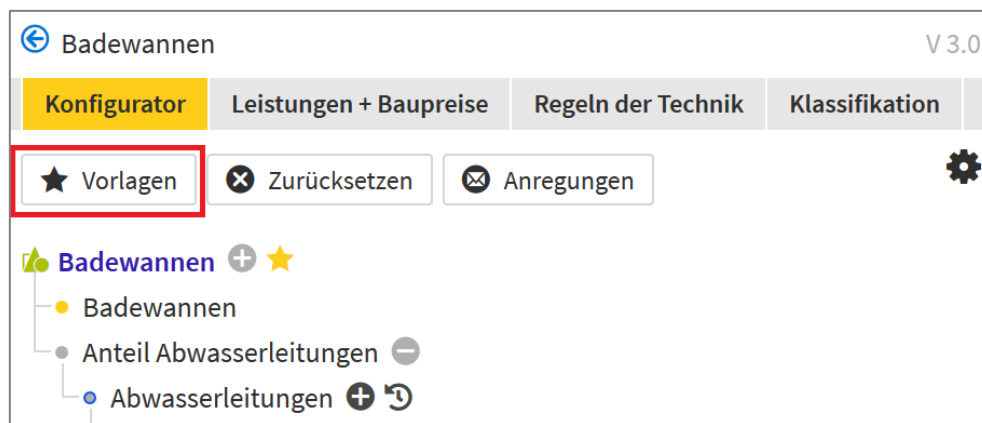 Badewannen V 3.0
Konfigurator Leistungen + Baupreise Regeln der Technik Klassifikation
Vorlagen Zurücksetzen Anregungen
Badewannen
Badewannen
Anteil Abwasserleitungen
Abwasserleitungen